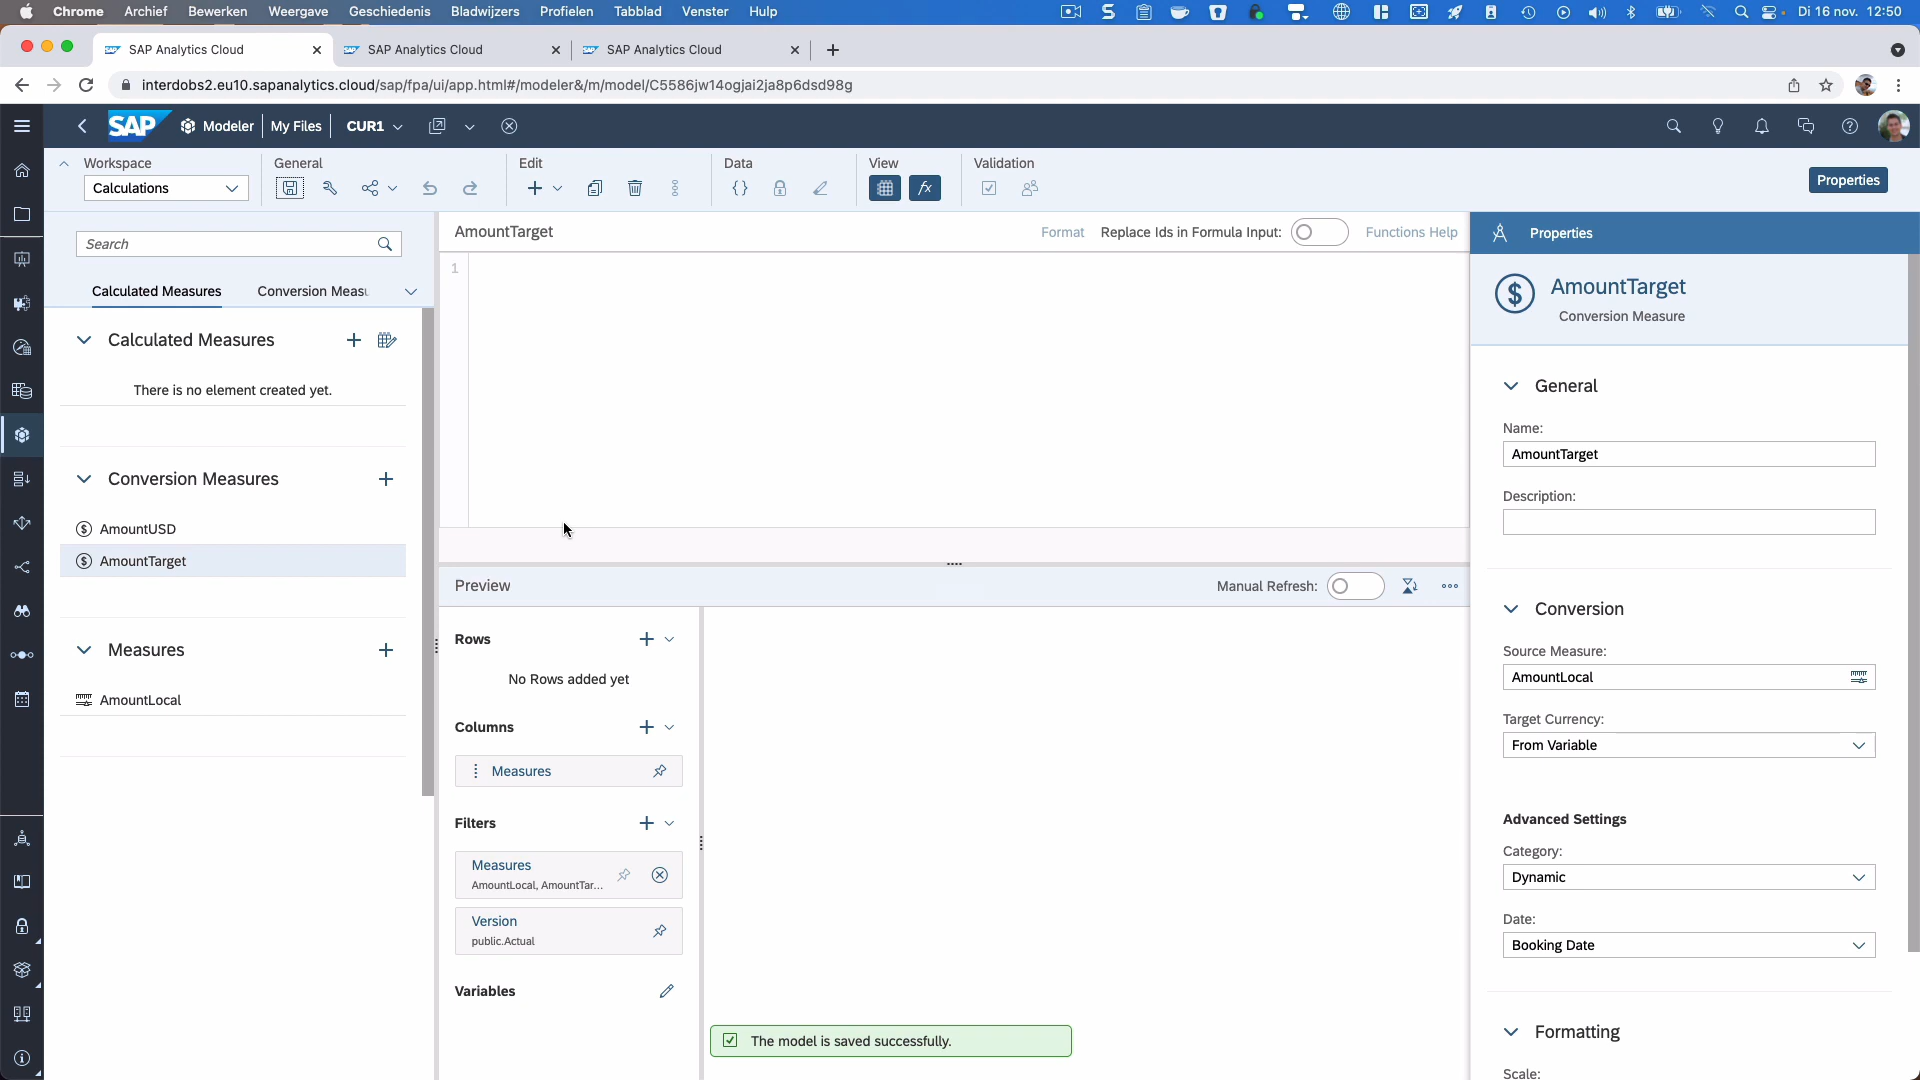 Chrome Archief Bewerken Weergave Geschiedenis Bladwijzers Profielen Tabblad Venster Hulp Di 16 nov. 12:50
SAP Analytics Cloud SAP Analytics Cloud SAP Analytics Cloud
interdobs2.eu10.sapanalytics.cloud/sap/fpa/ui/app.html#/modeler&/m/model/C5586jw14ogjai2ja8p6dsd98g
SAP Modeler My Files CUR1
Workspace General Edit Data View Validation
Calculations
Properties
Search
Calculated Measures Conversion Measu
Calculated Measures
There is no element created yet.
Conversion Measures
AmountUSD
AmountTarget
Measures
AmountLocal
AmountTarget Format Replace Ids in Formula Input: Functions Help
1
Preview Manual Refresh:
Rows
No Rows added yet
Columns
Measures
Filters
Measures
AmountLocal, AmountTar...
Version
public.Actual
Variables
The model is saved successfully.
Properties
AmountTarget
Conversion Measure
General
Name:
AmountTarget
Description:
Conversion
Source Measure:
AmountLocal
Target Currency:
From Variable
Advanced Settings
Category:
Dynamic
Date:
Booking Date
Formatting
Scale: